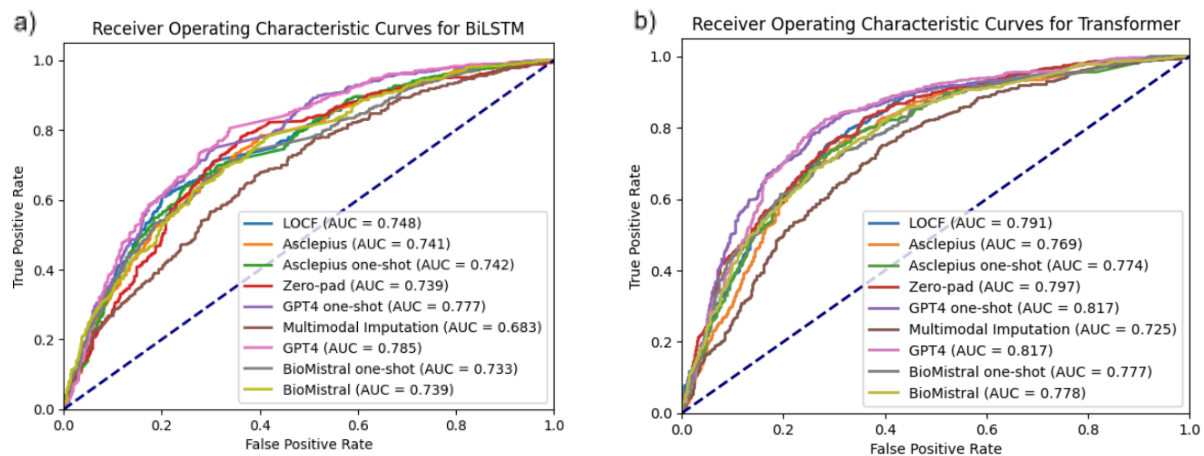 a)
Receiver Operating Characteristic Curves for BiLSTM
True Positive Rate
1.0
0.8
0.6
0.4
0.2
0.0
LOCF (AUC = 0.748)
Asclepius (AUC = 0.741)
Asclepius one-shot (AUC = 0.742)
Zero-pad (AUC = 0.739)
GPT4 one-shot (AUC = 0.777)
Multimodal Imputation (AUC = 0.683)
GPT4 (AUC = 0.785)
BioMistral one-shot (AUC = 0.733)
BioMistral (AUC = 0.739)
0.0 0.2 0.4 0.6 0.8 1.0
False Positive Rate
b)
Receiver Operating Characteristic Curves for Transformer
True Positive Rate
1.0
0.8
0.6
0.4
0.2
0.0
LOCF (AUC = 0.791)
Asclepius (AUC = 0.769)
Asclepius one-shot (AUC = 0.774)
Zero-pad (AUC = 0.797)
GPT4 one-shot (AUC = 0.817)
Multimodal Imputation (AUC = 0.725)
GPT4 (AUC = 0.817)
BioMistral one-shot (AUC = 0.777)
BioMistral (AUC = 0.778)
0.0 0.2 0.4 0.6 0.8 1.0
False Positive Rate